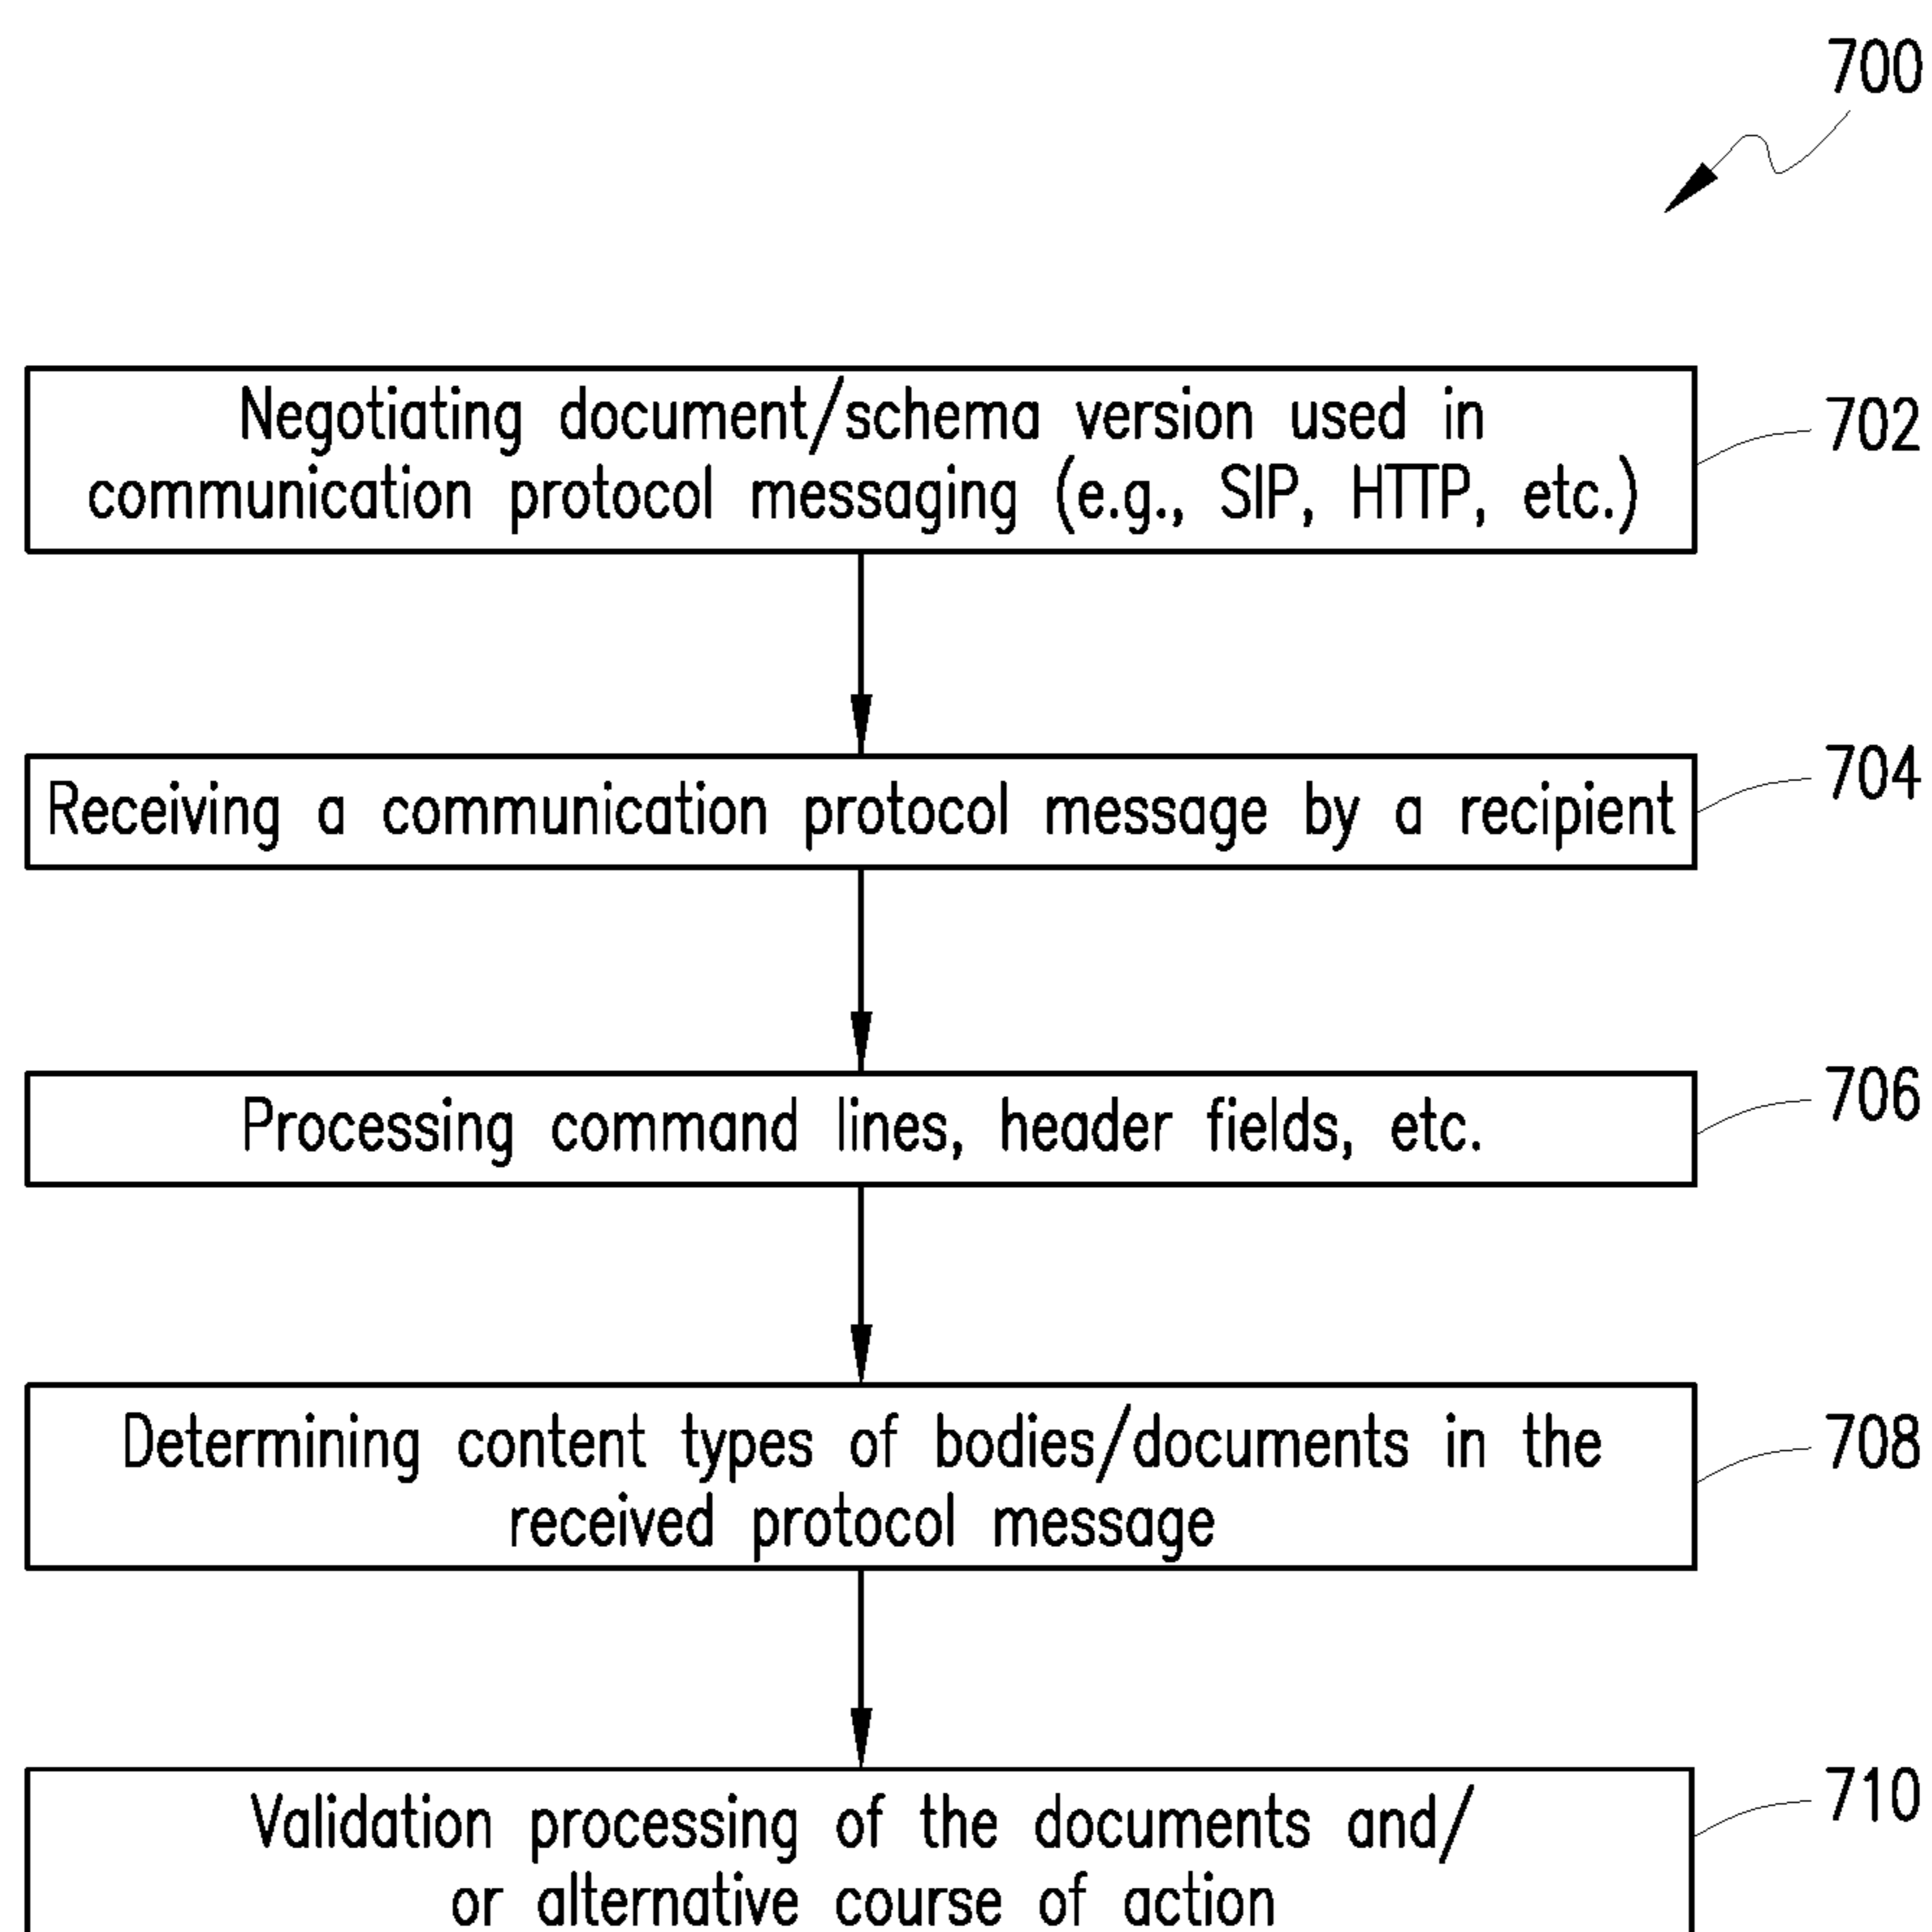 700
Negotiating document/schema version used in
communication protocol messaging (e.g., SIP, HTTP, etc.)
702
Receiving a communication protocol message by a recipient
704
Processing command lines, header fields, etc.
706
Determining content types of bodies/documents in the
received protocol message
708
Validation processing of the documents and/
or alternative course of action
710